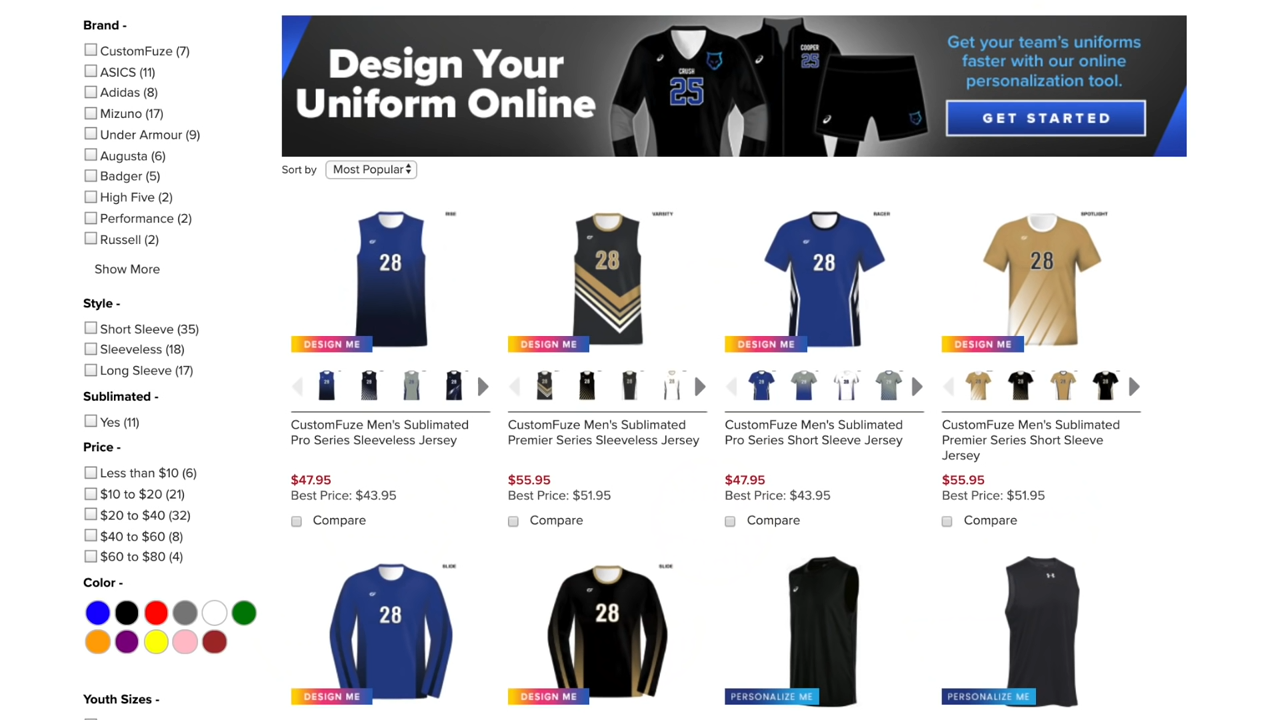 Brand -
CustomFuze (7)
ASICS (11)
Adidas (8)
Mizuno (17)
Under Armour (9)
Augusta (6)
Badger (5)
High Five (2)
Performance (2)
Russell (2)
Show More
Style -
Short Sleeve (35)
Sleeveless (18)
Long Sleeve (17)
Sublimated -
Yes (11)
Price -
Less than $10 (6)
$10 to $20 (21)
$20 to $40 (32)
$40 to $60 (8)
$60 to $80 (4)
Color -
Youth Sizes -
Design Your
Uniform Online
CRUSH
25
COOPER
25
Get your team's uniforms
faster with our online
personalization tool.
GET STARTED
Sort by Most Popular
RISE
28
DESIGN ME
CustomFuze Men's Sublimated
Pro Series Sleeveless Jersey
$47.95
Best Price: $43.95
Compare
VARSITY
28
DESIGN ME
CustomFuze Men's Sublimated
Premier Series Sleeveless Jersey
$55.95
Best Price: $51.95
Compare
RACER
28
DESIGN ME
CustomFuze Men's Sublimated
Pro Series Short Sleeve Jersey
$47.95
Best Price: $43.95
Compare
SPOTLIGHT
28
DESIGN ME
CustomFuze Men's Sublimated
Premier Series Short Sleeve
Jersey
$55.95
Best Price: $51.95
Compare
SLIDE
28
DESIGN ME
SLIDE
28
DESIGN ME
PERSONALIZE ME
PERSONALIZE ME